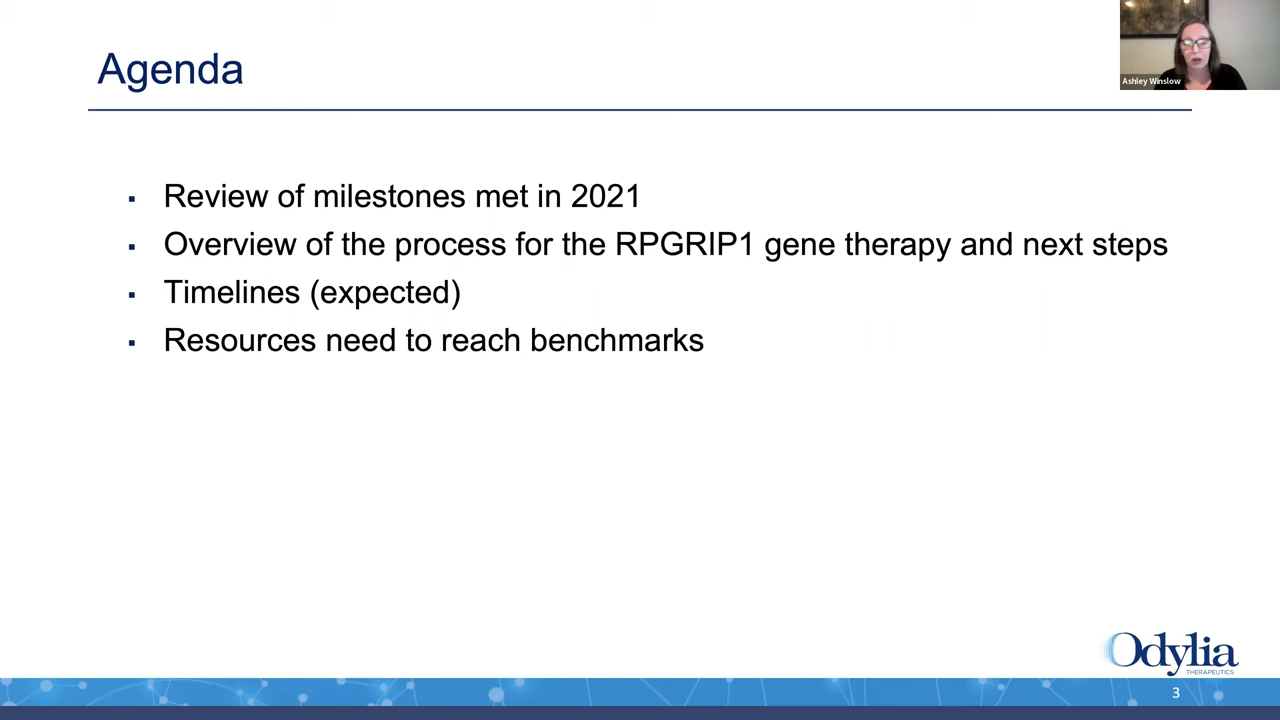 Agenda
Ashley Winslow
▪ Review of milestones met in 2021
▪ Overview of the process for the RPGRIP1 gene therapy and next steps
▪ Timelines (expected)
▪ Resources need to reach benchmarks
Odylia
THERAPEUTICS
3